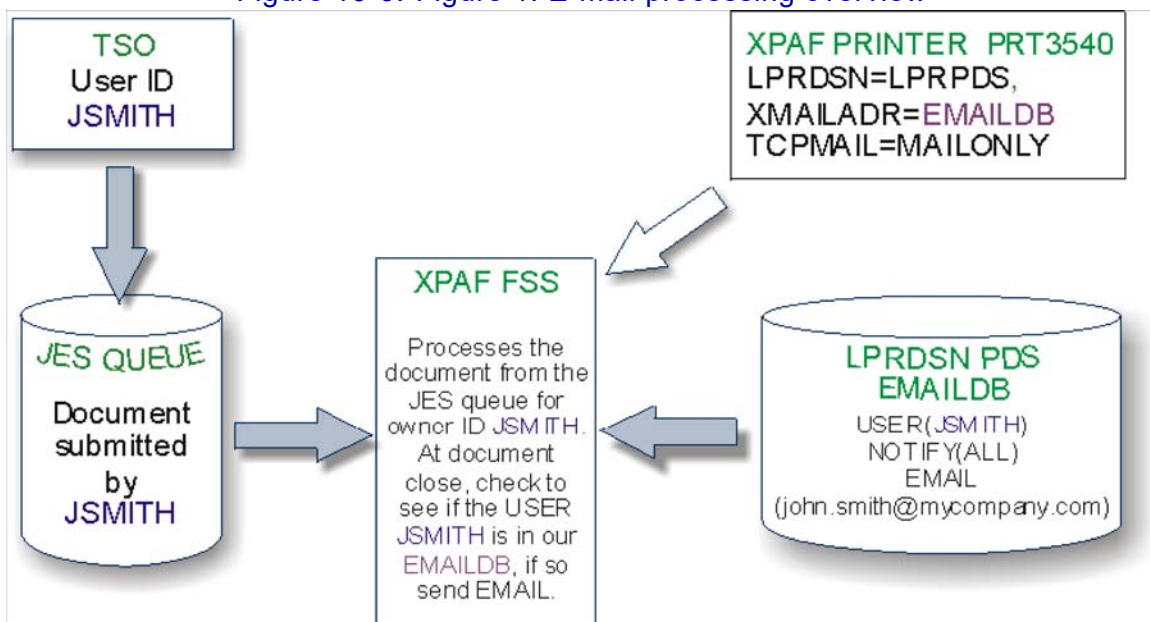 TSO
User ID
JSMITH
XPAF PRINTER PRT3540
LPRDSN=LPRPDS,
XMAILADR=EMAILDB
TCPMAIL=MAILONLY
JES QUEUE
Document
submitted
by
JSMITH
XPAF FSS
Processes the
document from the
JES queue for
owner ID JSMITH.
At document
close, check to
see if the USER
JSMITH is in our
EMAILDB, if so
send EMAIL.
LPRDSN PDS
EMAILDB
USER(JSMITH)
NOTIFY(ALL)
EMAIL
(john.smith@mycompany.com)